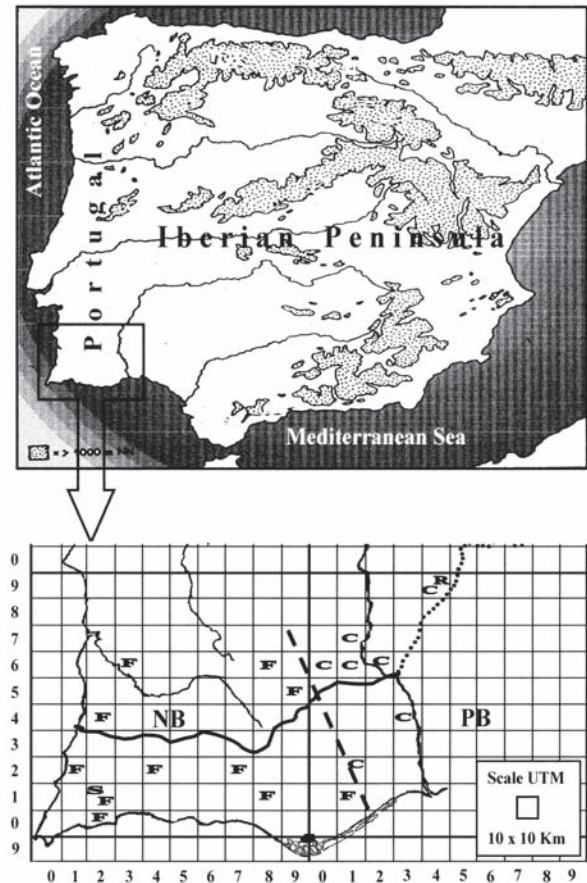 Atlantic Ocean
Portugal
Iberian Peninsula
Mediterranean Sea
= > 1000 m NN
0
9 R
C
8
7 C
6 F F C C C
5 F
4 F NB C PB
3
2 F F F C
S
1 F F F
0 F
9
0 1 2 3 4 5 6 7 8 9 0 1 2 3 4 5 6 7 8 9
Scale UTM
10 x 10 Km